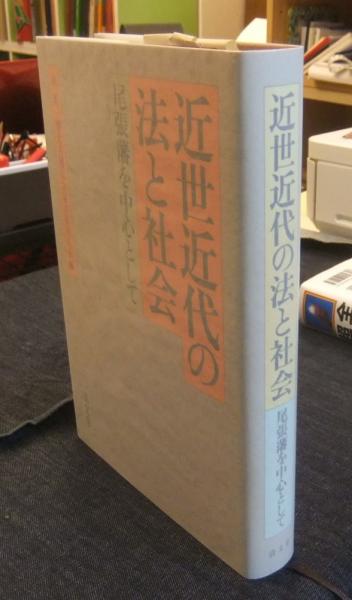 近世近代の
法と社会
尾張藩を中心として
近世近代の法と社会
尾張藩を中心として